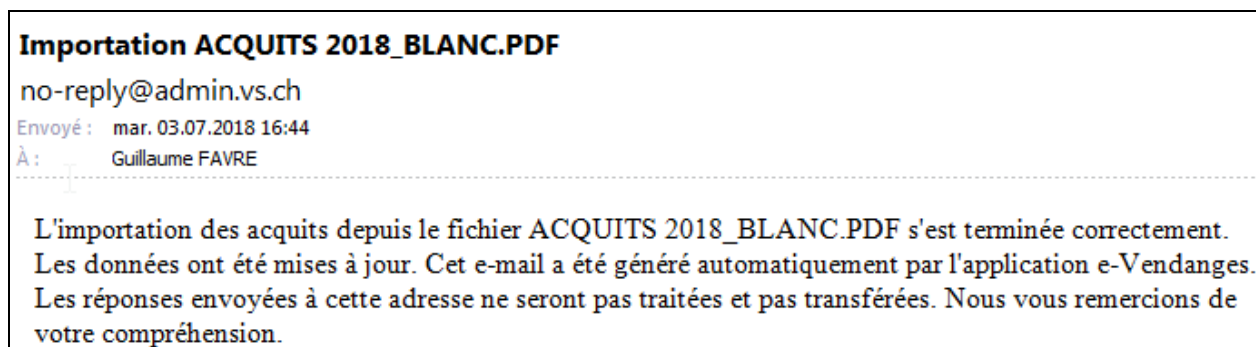 Importation ACQUITS 2018_BLANC.PDF
no-reply@admin.vs.ch
Envoyé : mar. 03.07.2018 16:44
À : Guillaume FAVRE
L'importation des acquits depuis le fichier ACQUITS 2018_BLANC.PDF s'est terminée correctement.
Les données ont été mises à jour. Cet e-mail a été généré automatiquement par l'application e-Vendanges.
Les réponses envoyées à cette adresse ne seront pas traitées et pas transférées. Nous vous remercions de
votre compréhension.